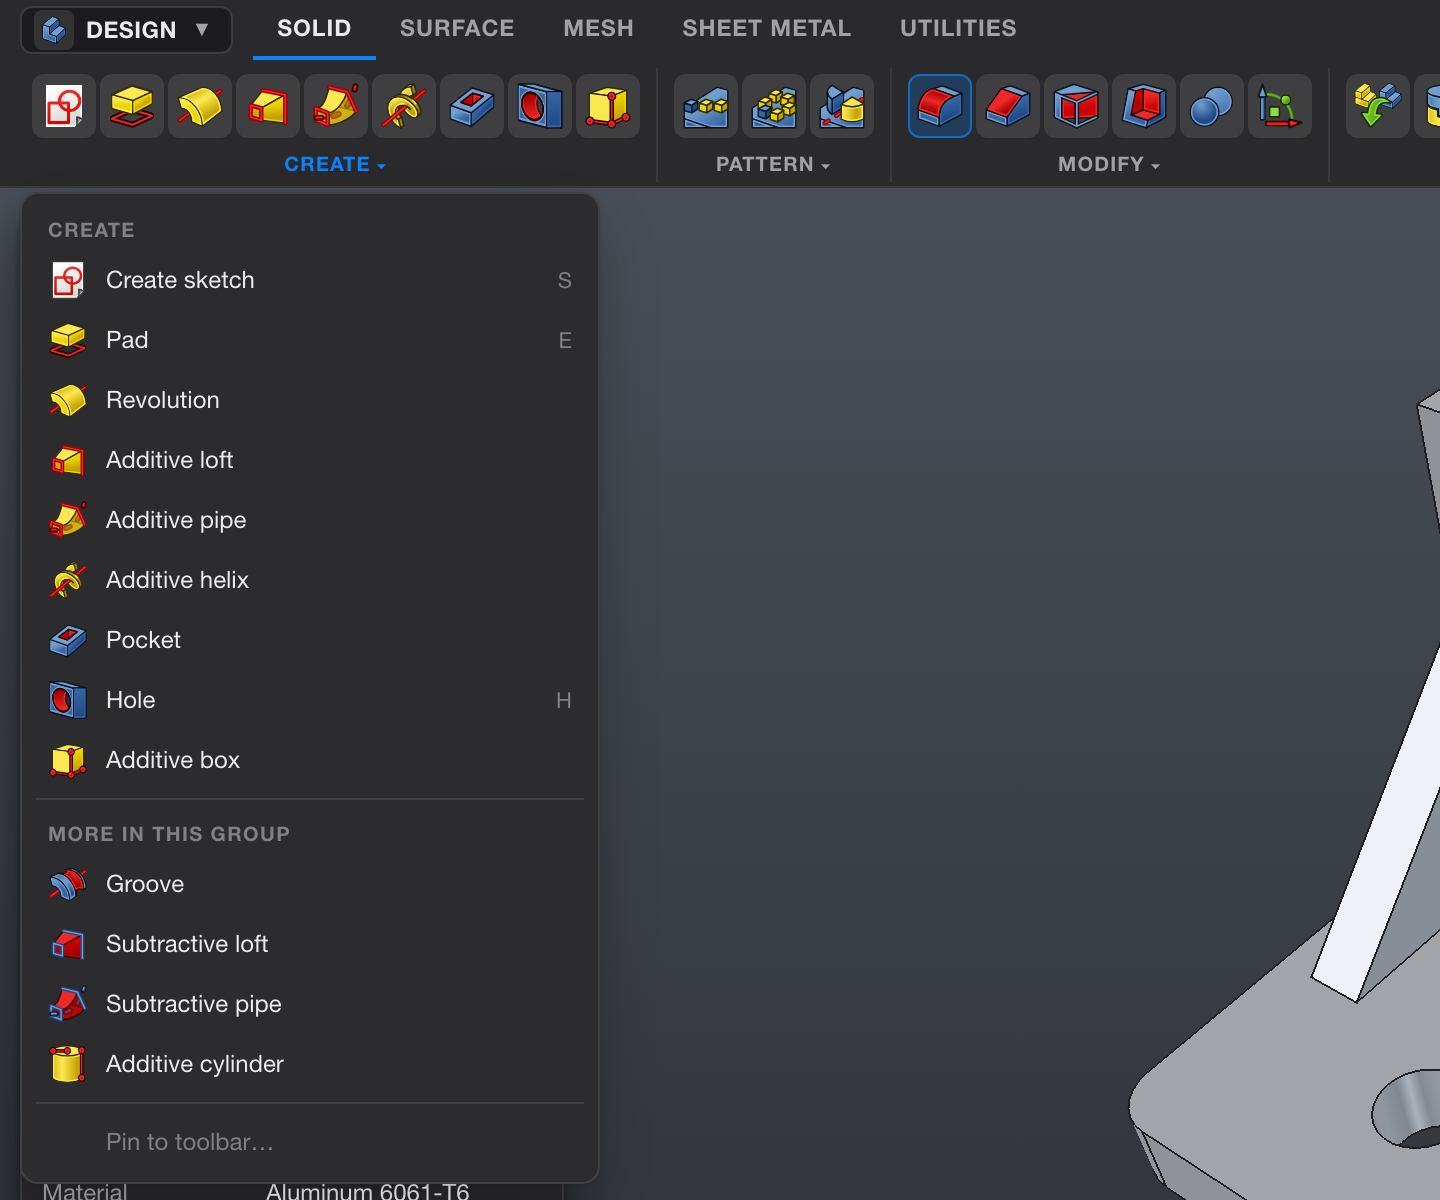 DESIGN ▼ SOLID SURFACE MESH SHEET METAL UTILITIES
CREATE PATTERN MODIFY
CREATE
Create sketch S
Pad E
Revolution
Additive loft
Additive pipe
Additive helix
Pocket
Hole H
Additive box
MORE IN THIS GROUP
Groove
Subtractive loft
Subtractive pipe
Additive cylinder
Pin to toolbar...
Material Aluminum 6061-T6